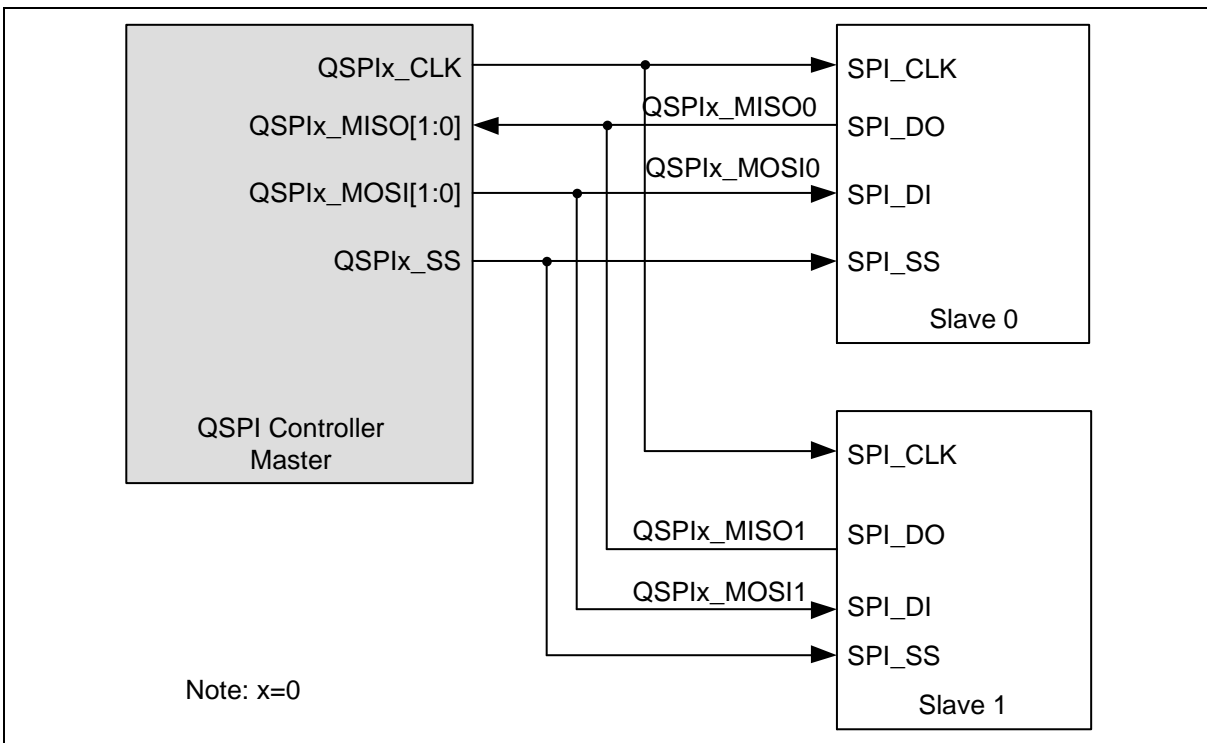 QSPIx_CLK
QSPIx_MISO[1:0]
QSPIx_MOSI[1:0]
QSPIx_SS
QSPI Controller
Master
QSPIx_MISO0
QSPIx_MOSI0
SPI_CLK
SPI_DO
SPI_DI
SPI_SS
Slave 0
QSPIx_MISO1
QSPIx_MOSI1
SPI_CLK
SPI_DO
SPI_DI
SPI_SS
Slave 1
Note: x=0